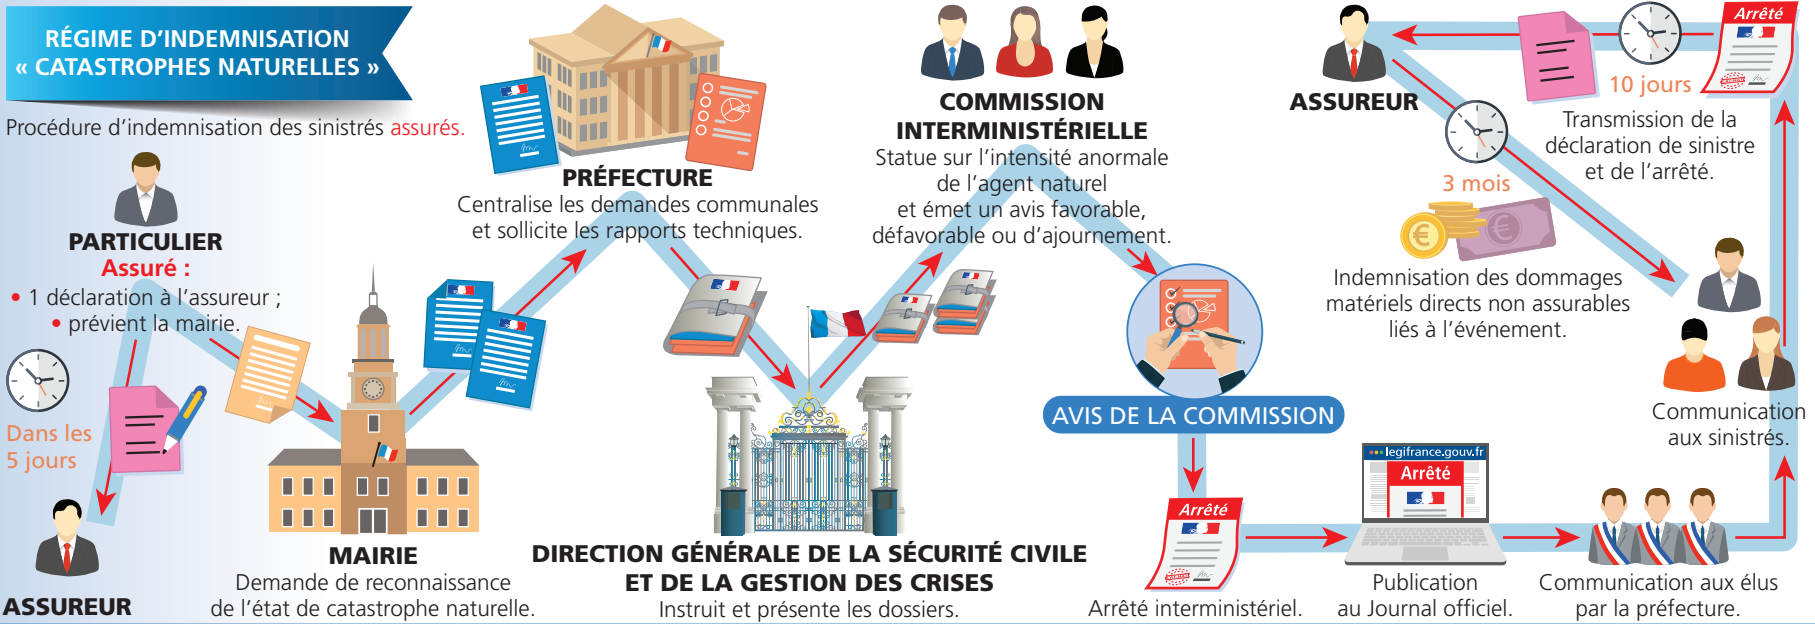 RÉGIME D'INDEMNISATION
« CATASTROPHES NATURELLES »
Procédure d'indemnisation des sinistrés assurés.
PARTICULIER
Assuré :
• 1 déclaration à l'assureur ;
• prévient la mairie.
Dans les
5 jours
ASSUREUR
MAIRIE
Demande de reconnaissance
de l'état de catastrophe naturelle.
PRÉFECTURE
Centralise les demandes communales
et sollicite les rapports techniques.
DIRECTION GÉNÉRALE DE LA SÉCURITÉ CIVILE
ET DE LA GESTION DES CRISES
Instruit et présente les dossiers.
COMMISSION
INTERMINISTÉRIELLE
Statue sur l'intensité anormale
de l'agent naturel
et émet un avis favorable,
défavorable ou d'ajournement.
AVIS DE LA COMMISSION
Arrêté
Arrêté interministériel.
legifrance.gouv.fr
Arrêté
Publication
au Journal officiel.
Communication aux élus
par la préfecture.
Communication
aux sinistrés.
Arrêté
10 jours
Transmission de la
déclaration de sinistre
et de l'arrêté.
ASSUREUR
3 mois
Indemnisation des dommages
matériels directs non assurables
liés à l'événement.